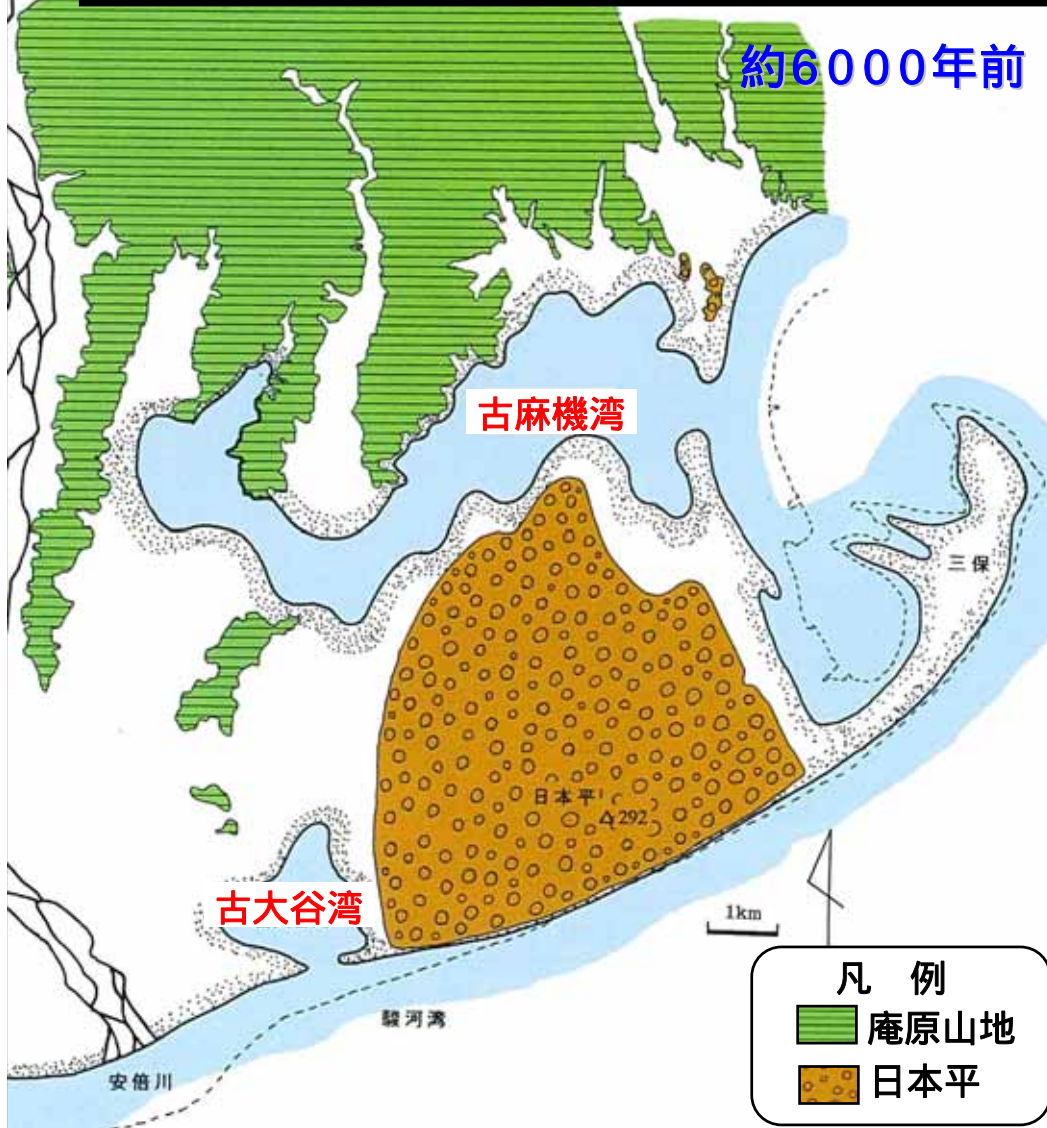 約6000年前
古麻機湾
三保
日本平
△292
古大谷湾
1km
駿河湾
安倍川
凡 例
庵原山地
日本平